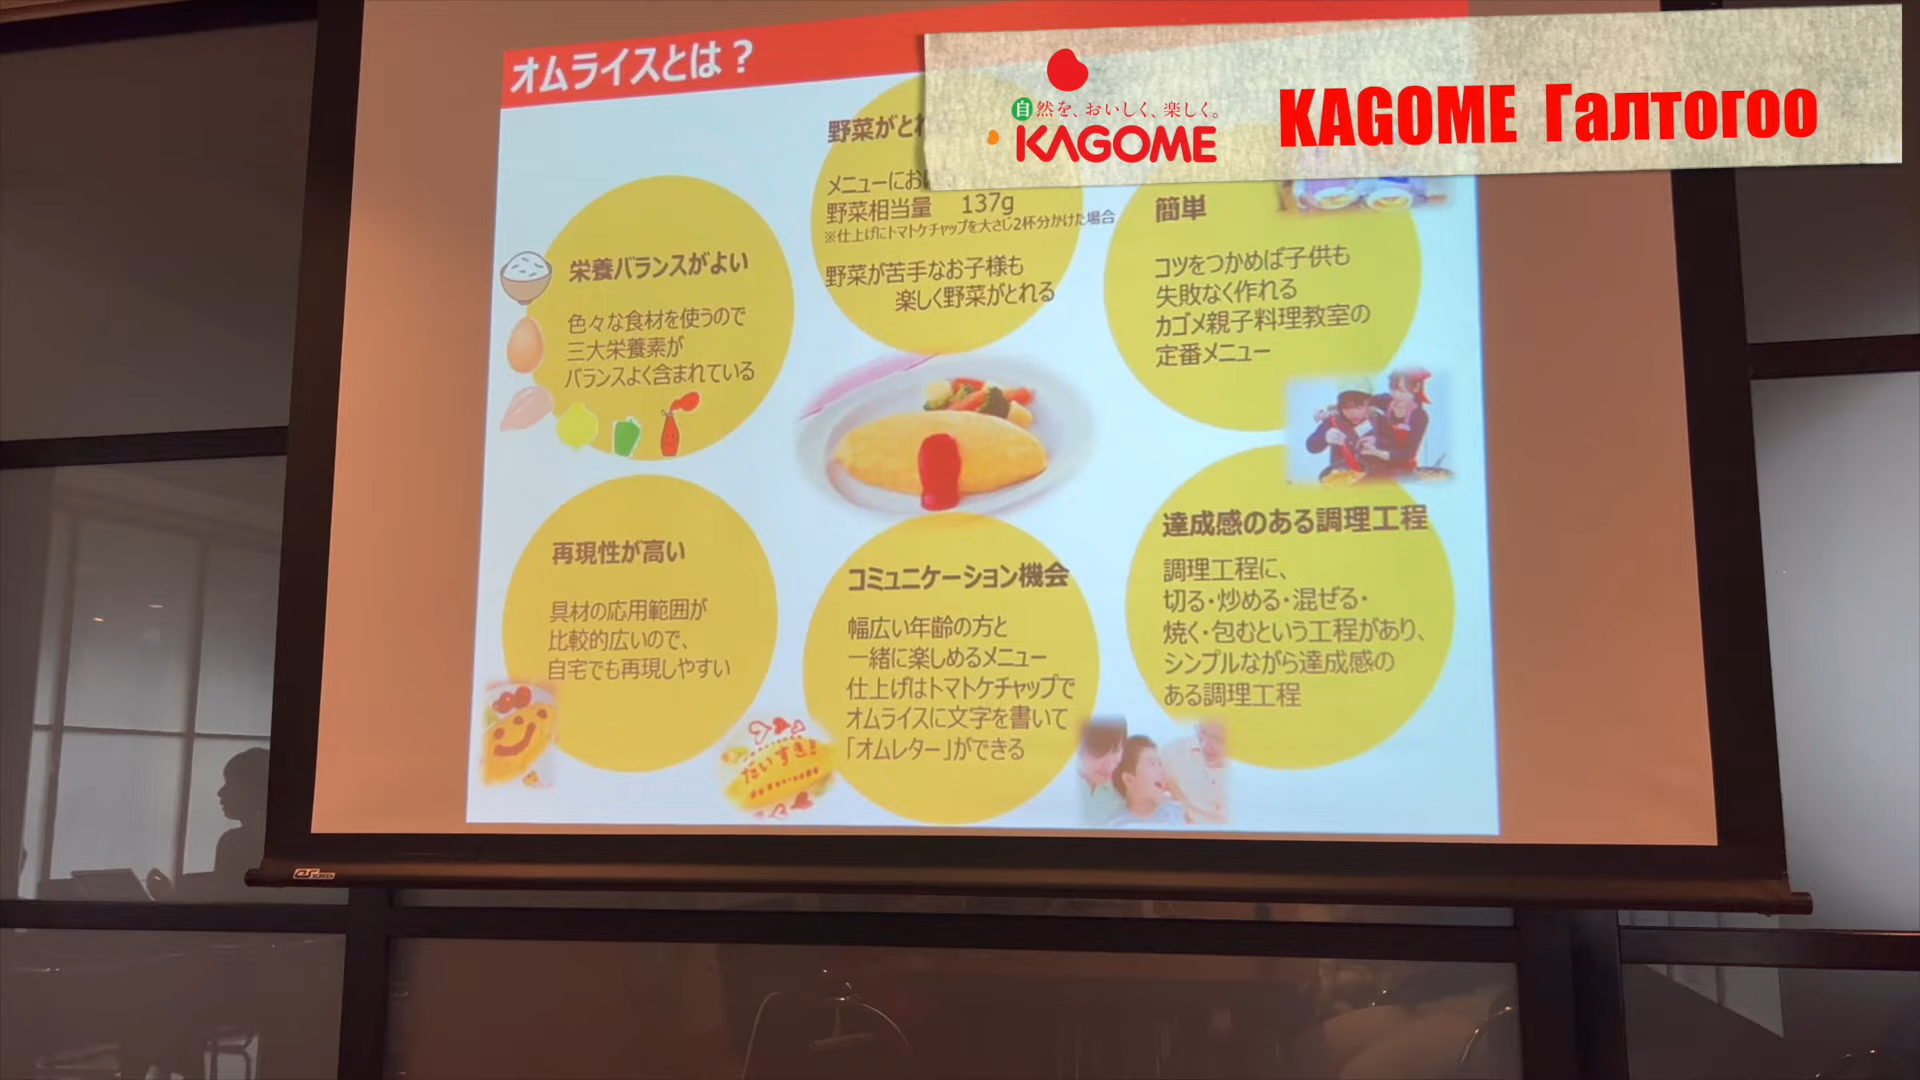 オムライスとは？
自然を、おいしく、楽しく。
KAGOME
KAGOME Галтогоо
野菜がとれ
メニューにおけ
野菜相当量 137g
※仕上げにトマトケチャップを大さじ2杯分かけた場合
野菜が苦手なお子様も
楽しく野菜がとれる
簡単
コツをつかめば子供も
失敗なく作れる
カゴメ親子料理教室の
定番メニュー
栄養バランスがよい
色々な食材を使うので
三大栄養素が
バランスよく含まれている
再現性が高い
具材の応用範囲が
比較的広いので、
自宅でも再現しやすい
コミュニケーション機会
幅広い年齢の方と
一緒に楽しめるメニュー
仕上げはトマトケチャップで
オムライスに文字を書いて
「オムレター」ができる
だいすき!!
達成感のある調理工程
調理工程に、
切る・炒める・混ぜる・
焼く・包むという工程があり、
シンプルながら達成感の
ある調理工程
OS SCREEN